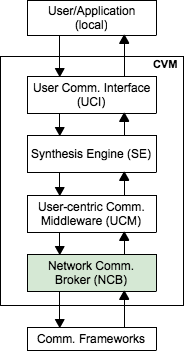 User/Application
(local)
CVM
User Comm. Interface
(UCI)
Synthesis Engine (SE)
User-centric Comm.
Middleware (UCM)
Network Comm.
Broker (NCB)
Comm. Frameworks